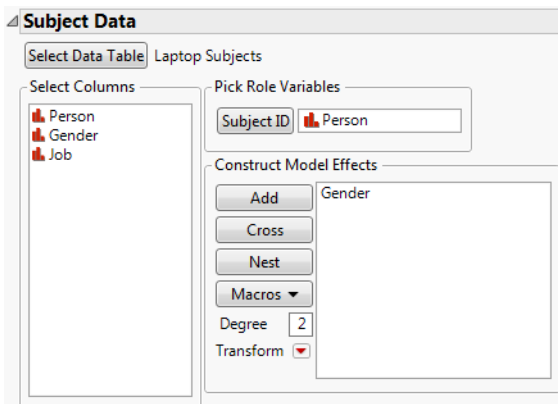 Subject Data
Select Data Table Laptop Subjects
Select Columns
Person
Gender
Job
Pick Role Variables
Subject ID Person
Construct Model Effects
Add
Cross
Nest
Macros
Degree 2
Transform
Gender